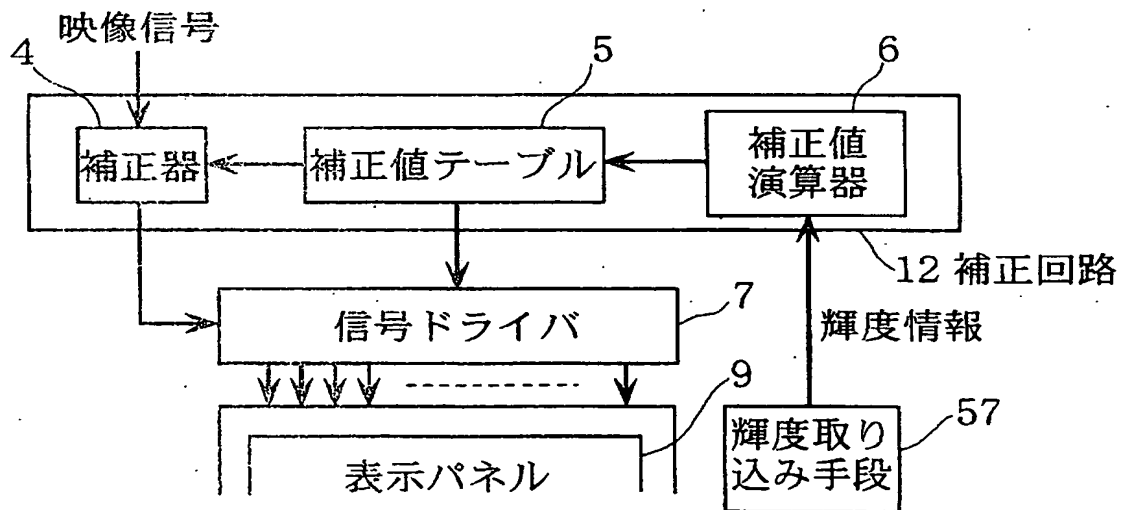 映像信号
4
5
6
補正器
補正値テーブル
補正値
演算器
12 補正回路
信号ドライバ
7
輝度情報
9
表示パネル
輝度取り
込み手段
57